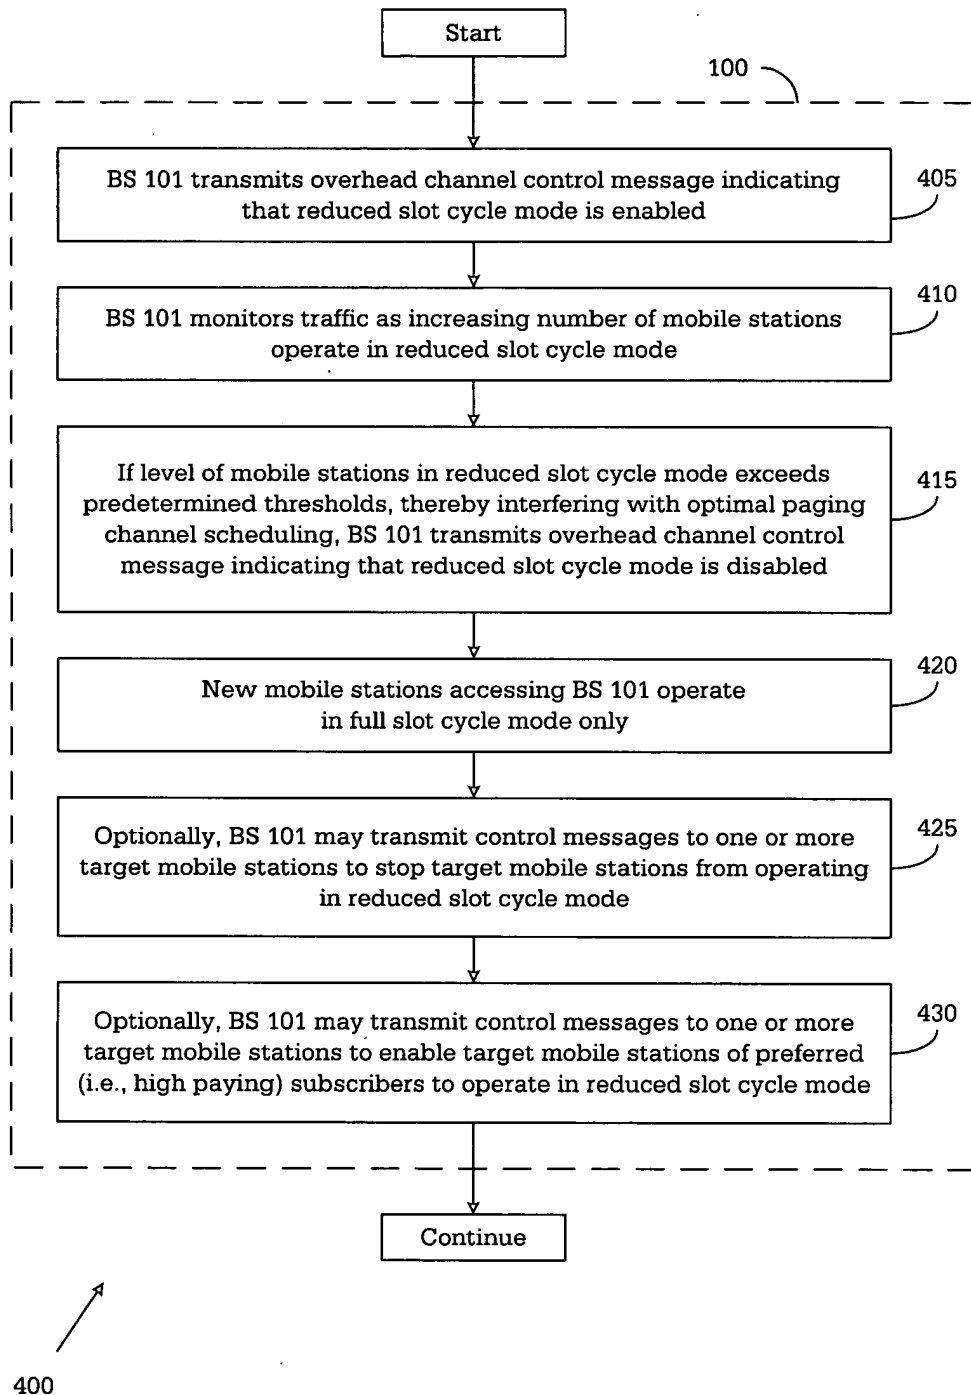 Start
100
BS 101 transmits overhead channel control message indicating
that reduced slot cycle mode is enabled
405
BS 101 monitors traffic as increasing number of mobile stations
operate in reduced slot cycle mode
410
If level of mobile stations in reduced slot cycle mode exceeds
predetermined thresholds, thereby interfering with optimal paging
channel scheduling, BS 101 transmits overhead channel control
message indicating that reduced slot cycle mode is disabled
415
New mobile stations accessing BS 101 operate
in full slot cycle mode only
420
Optionally, BS 101 may transmit control messages to one or more
target mobile stations to stop target mobile stations from operating
in reduced slot cycle mode
425
Optionally, BS 101 may transmit control messages to one or more
target mobile stations to enable target mobile stations of preferred
(i.e., high paying) subscribers to operate in reduced slot cycle mode
430
Continue
400